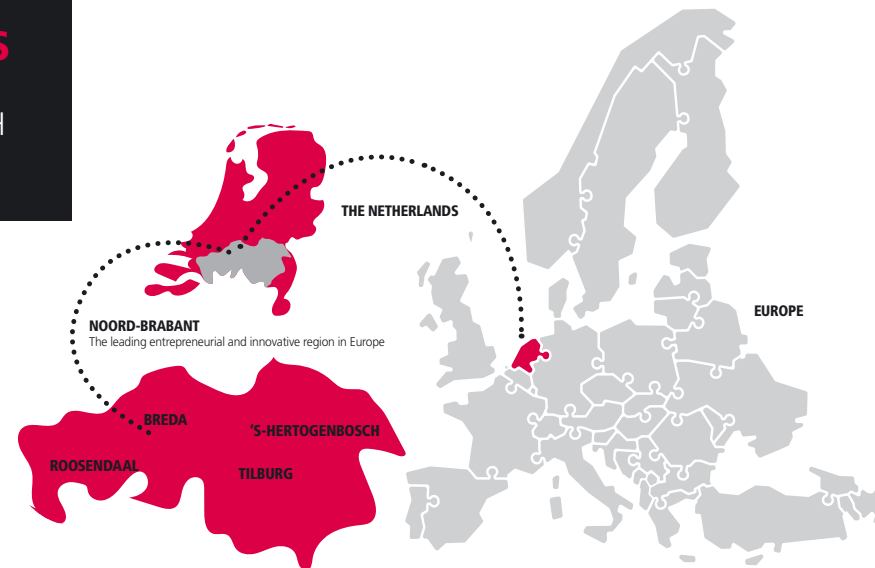 S
THE NETHERLANDS
EUROPE
NOORD-BRABANT
The leading entrepreneurial and innovative region in Europe
BREDA
'S-HERTOGENBOSCH
ROOSENDAAL
TILBURG